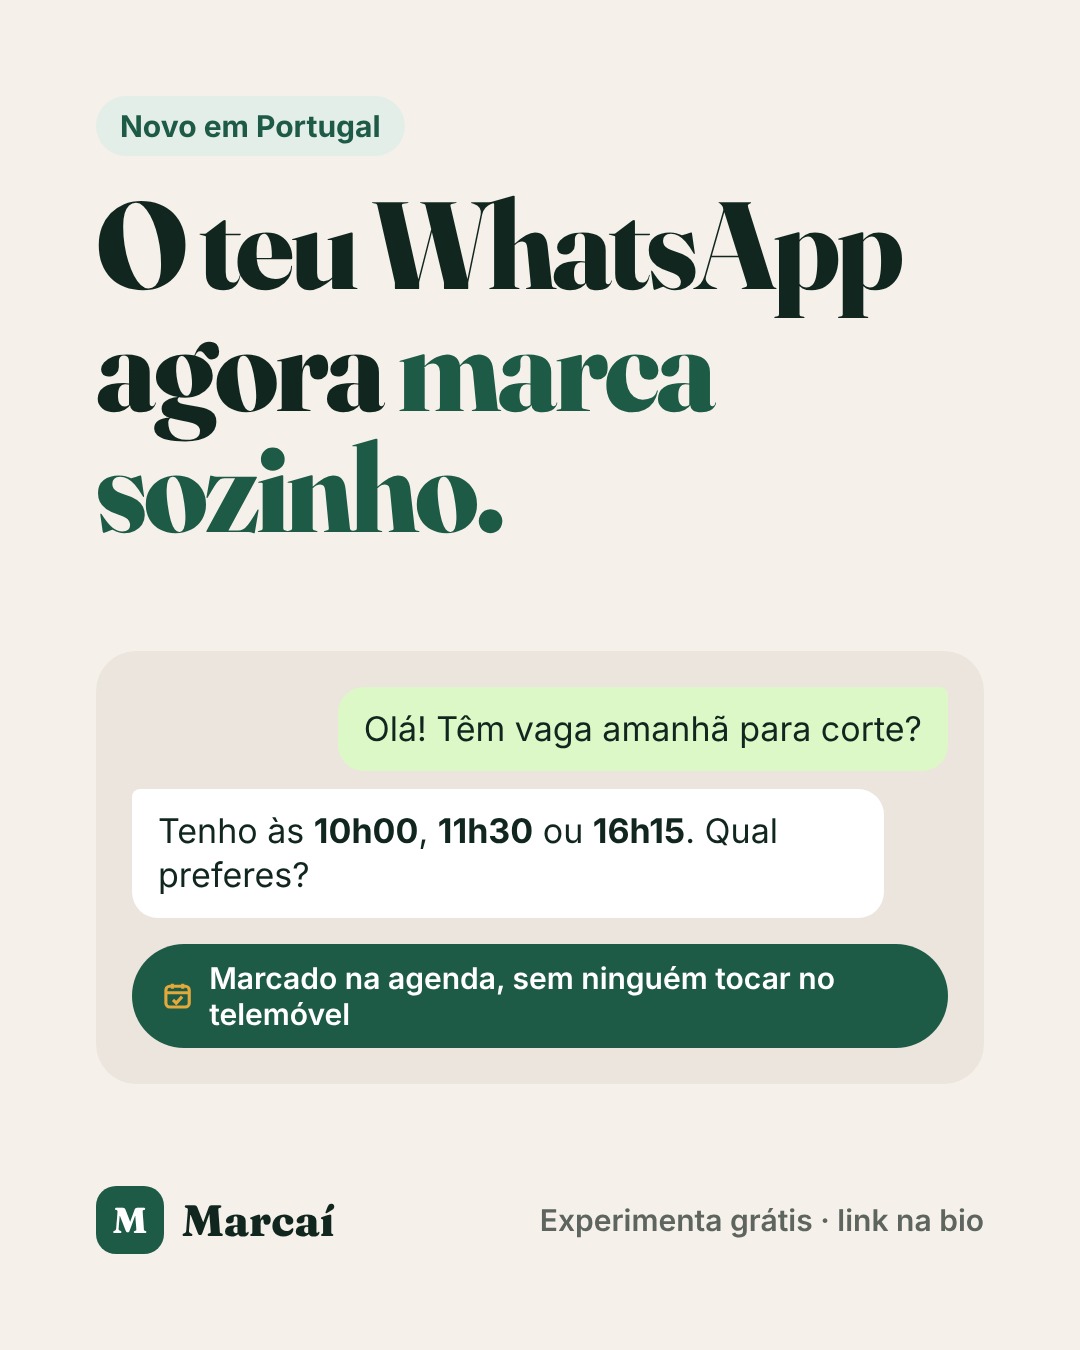 Novo em Portugal
O teu WhatsApp
agora marca
sozinho.
Olá! Têm vaga amanhã para corte?
Tenho às 10h00, 11h30 ou 16h15. Qual
preferes?
Marcado na agenda, sem ninguém tocar no
telemóvel
M Marcaí
Experimenta grátis · link na bio